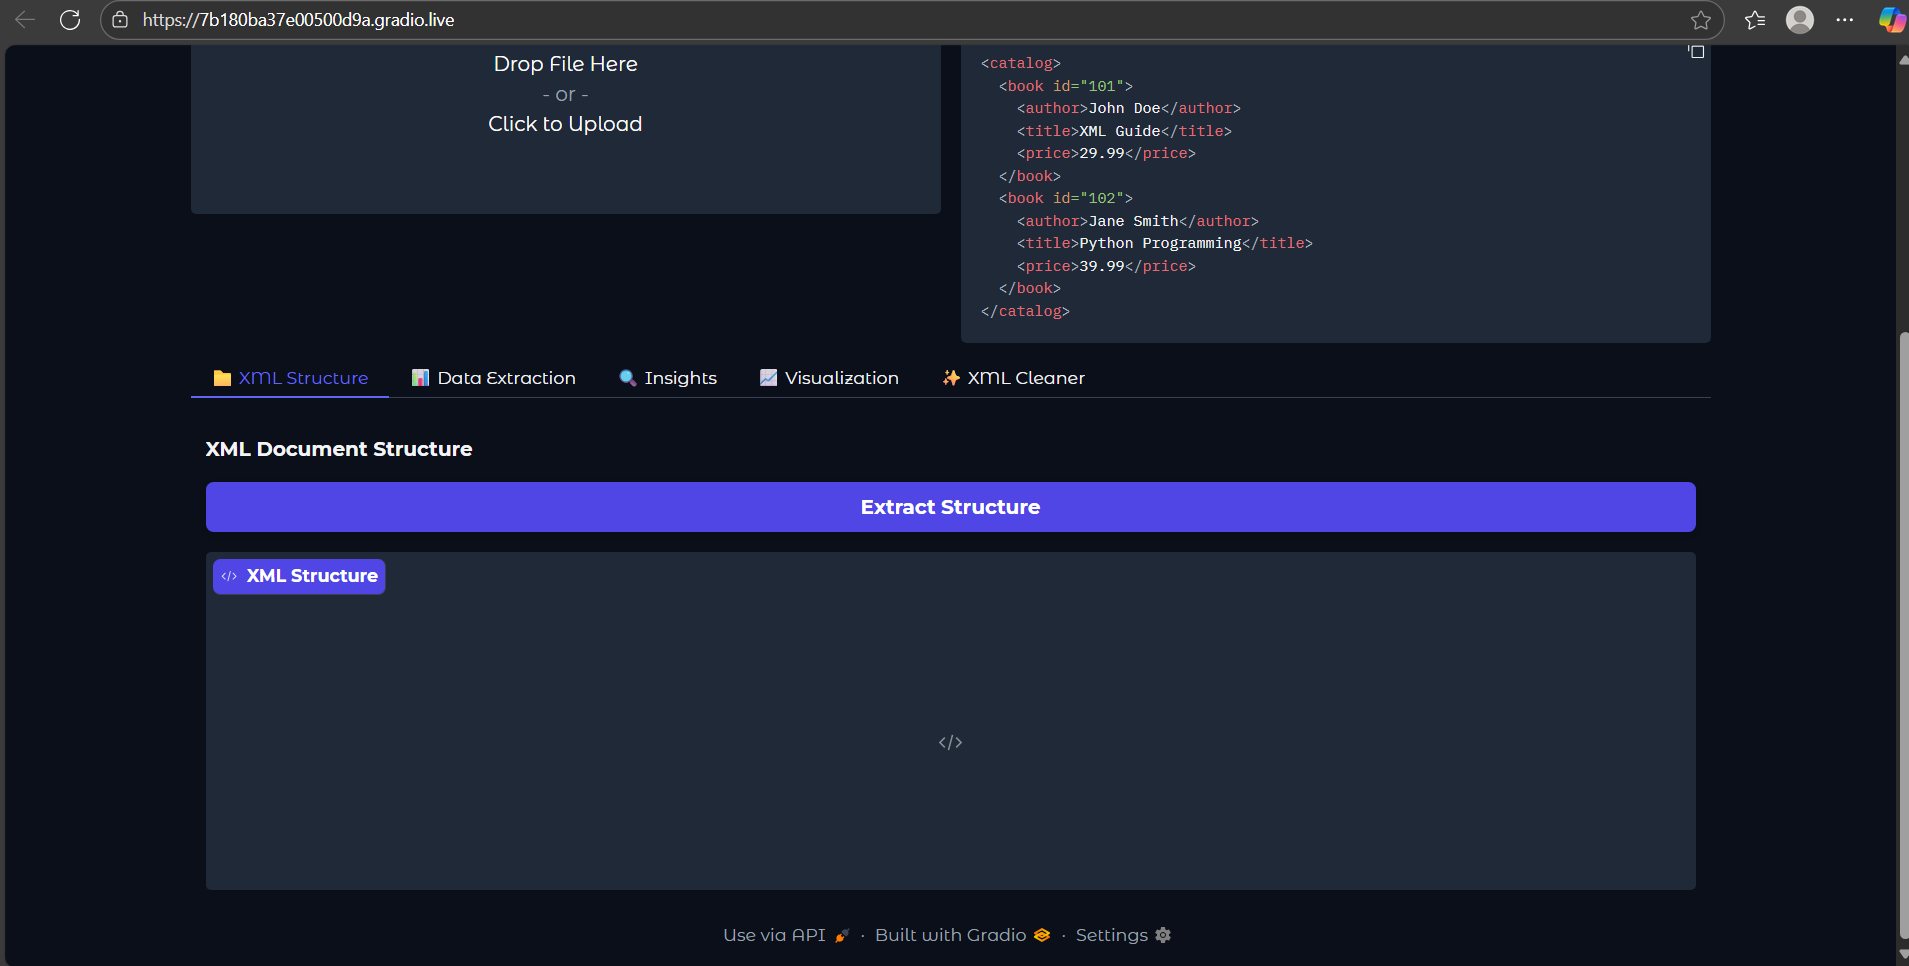 https://7b180ba37e00500d9a.gradio.live
Drop File Here
- or -
Click to Upload
<catalog>
  <book id="101">
    <author>John Doe</author>
    <title>XML Guide</title>
    <price>29.99</price>
  </book>
  <book id="102">
    <author>Jane Smith</author>
    <title>Python Programming</title>
    <price>39.99</price>
  </book>
</catalog>
XML Structure
Data Extraction
Insights
Visualization
XML Cleaner
XML Document Structure
Extract Structure
</> XML Structure
</>
Use via API · Built with Gradio · Settings